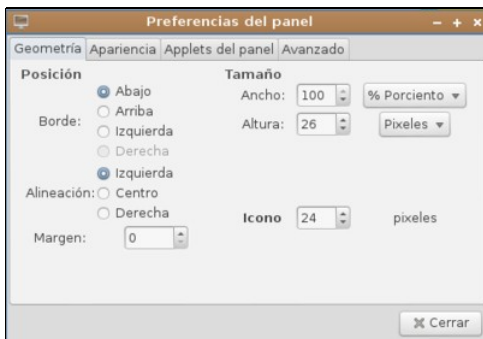 Preferencias del panel
Geometría Apariencia Applets del panel Avanzado
Posición
Borde:
Abajo
Arriba
Izquierda
Derecha
Alineación:
Izquierda
Centro
Derecha
Margen: 0
Tamaño
Ancho: 100 % Porciento
Altura: 26 Pixeles
Icono 24 pixeles
Cerrar